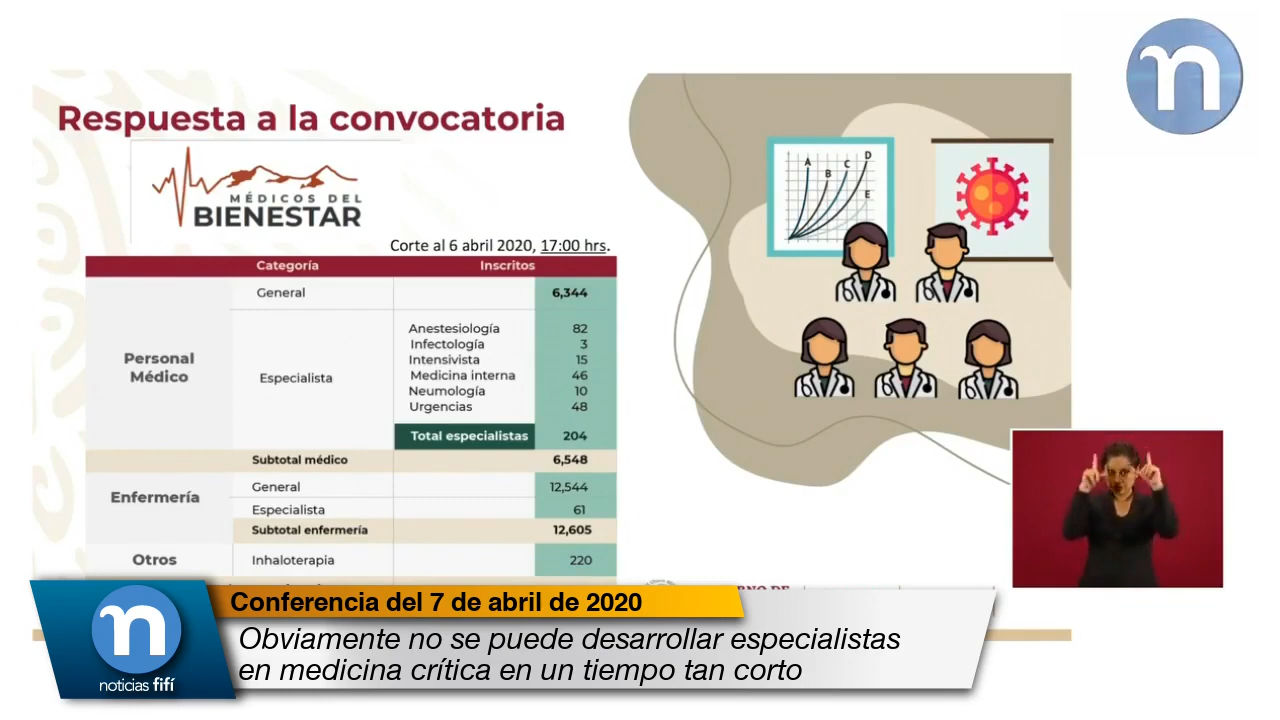 n
Respuesta a la convocatoria
MÉDICOS DEL
BIENESTAR
Corte al 6 abril 2020, 17:00 hrs.
Categoría Inscritos
Personal Médico
General 6,344
Especialista
Anestesiología 82
Infectología 3
Intensivista 15
Medicina interna 46
Neumología 10
Urgencias 48
Total especialistas 204
Subtotal médico 6,548
Enfermería
General 12,544
Especialista 61
Subtotal enfermería 12,605
Otros Inhaloterapia 220
A B C D E
Conferencia del 7 de abril de 2020
Obviamente no se puede desarrollar especialistas
en medicina crítica en un tiempo tan corto
n
noticias fifí